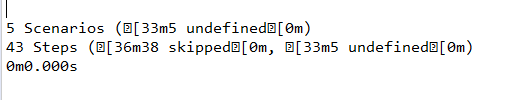 5 Scenarios (�[33m5 undefined�[0m)
43 Steps (�[36m38 skipped�[0m, �[33m5 undefined�[0m)
0m0.000s